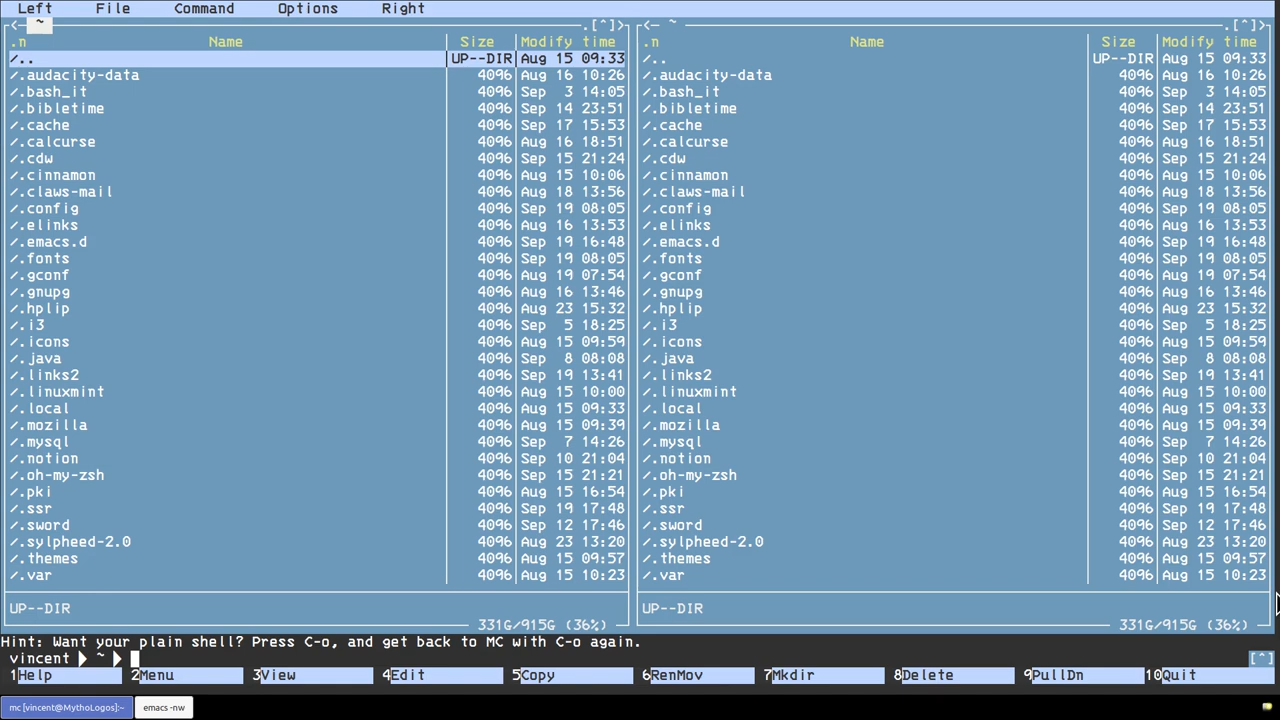 Left File Command Options Right
<─ ~ .[^]> <─ ~ .[^]>
.n Name Size Modify time .n Name Size Modify time
/.. UP--DIR Aug 15 09:33 /.. UP--DIR Aug 15 09:33
/.audacity-data 4096 Aug 16 10:26 /.audacity-data 4096 Aug 16 10:26
/.bash_it 4096 Sep 3 14:05 /.bash_it 4096 Sep 3 14:05
/.bibletime 4096 Sep 14 23:51 /.bibletime 4096 Sep 14 23:51
/.cache 4096 Sep 17 15:53 /.cache 4096 Sep 17 15:53
/.calcurse 4096 Aug 16 18:51 /.calcurse 4096 Aug 16 18:51
/.cdw 4096 Sep 15 21:24 /.cdw 4096 Sep 15 21:24
/.cinnamon 4096 Aug 15 10:06 /.cinnamon 4096 Aug 15 10:06
/.claws-mail 4096 Aug 18 13:56 /.claws-mail 4096 Aug 18 13:56
/.config 4096 Sep 19 08:05 /.config 4096 Sep 19 08:05
/.elinks 4096 Aug 16 13:53 /.elinks 4096 Aug 16 13:53
/.emacs.d 4096 Sep 19 16:48 /.emacs.d 4096 Sep 19 16:48
/.fonts 4096 Sep 19 08:05 /.fonts 4096 Sep 19 08:05
/.gconf 4096 Aug 19 07:54 /.gconf 4096 Aug 19 07:54
/.gnupg 4096 Aug 16 13:46 /.gnupg 4096 Aug 16 13:46
/.hplip 4096 Aug 23 15:32 /.hplip 4096 Aug 23 15:32
/.i3 4096 Sep 5 18:25 /.i3 4096 Sep 5 18:25
/.icons 4096 Aug 15 09:59 /.icons 4096 Aug 15 09:59
/.java 4096 Sep 8 08:08 /.java 4096 Sep 8 08:08
/.links2 4096 Sep 19 13:41 /.links2 4096 Sep 19 13:41
/.linuxmint 4096 Aug 15 10:00 /.linuxmint 4096 Aug 15 10:00
/.local 4096 Aug 15 09:33 /.local 4096 Aug 15 09:33
/.mozilla 4096 Aug 15 09:39 /.mozilla 4096 Aug 15 09:39
/.mysql 4096 Sep 7 14:26 /.mysql 4096 Sep 7 14:26
/.notion 4096 Sep 10 21:04 /.notion 4096 Sep 10 21:04
/.oh-my-zsh 4096 Sep 15 21:21 /.oh-my-zsh 4096 Sep 15 21:21
/.pki 4096 Aug 15 16:54 /.pki 4096 Aug 15 16:54
/.ssr 4096 Sep 19 17:48 /.ssr 4096 Sep 19 17:48
/.sword 4096 Sep 12 17:46 /.sword 4096 Sep 12 17:46
/.sylpheed-2.0 4096 Aug 23 13:20 /.sylpheed-2.0 4096 Aug 23 13:20
/.themes 4096 Aug 15 09:57 /.themes 4096 Aug 15 09:57
/.var 4096 Aug 15 10:23 /.var 4096 Aug 15 10:23
UP--DIR UP--DIR
331G/915G (36%) 331G/915G (36%)
Hint: Want your plain shell? Press C-o, and get back to MC with C-o again.
vincent ~ [^]
1Help 2Menu 3View 4Edit 5Copy 6RenMov 7Mkdir 8Delete 9PullDn 10Quit
mc [vincent@MythoLogos]:~ emacs -nw